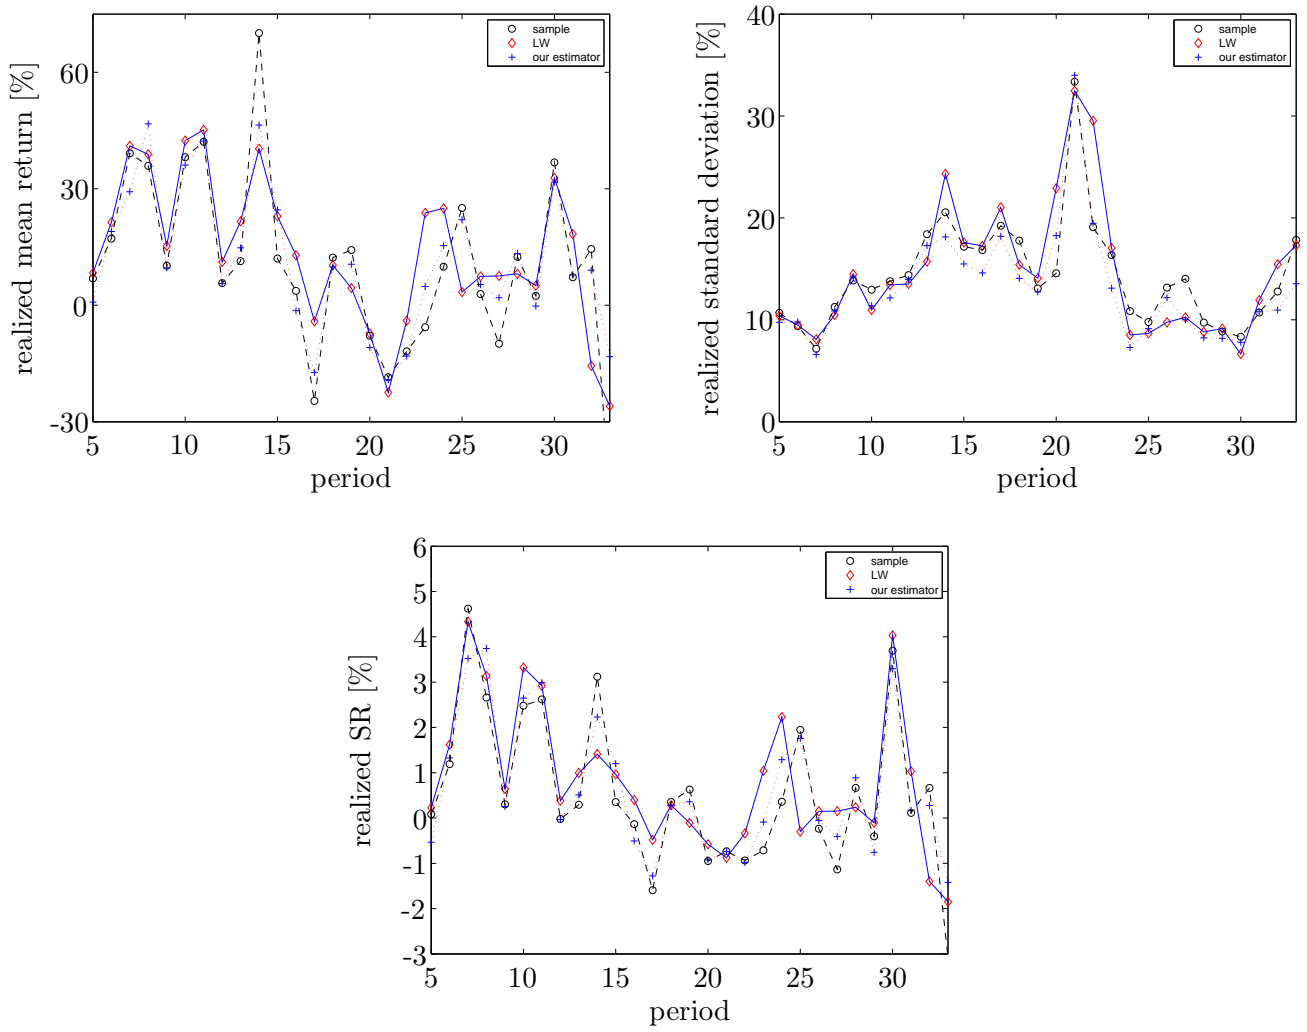 realized mean return [%]
60
30
0
-30
5
10
15
20
25
30
period
sample
LW
our estimator
realized standard deviation [%]
40
30
20
10
0
5
10
15
20
25
30
period
sample
LW
our estimator
realized SR [%]
6
5
4
3
2
1
0
-1
-2
-3
5
10
15
20
25
30
period
sample
LW
our estimator